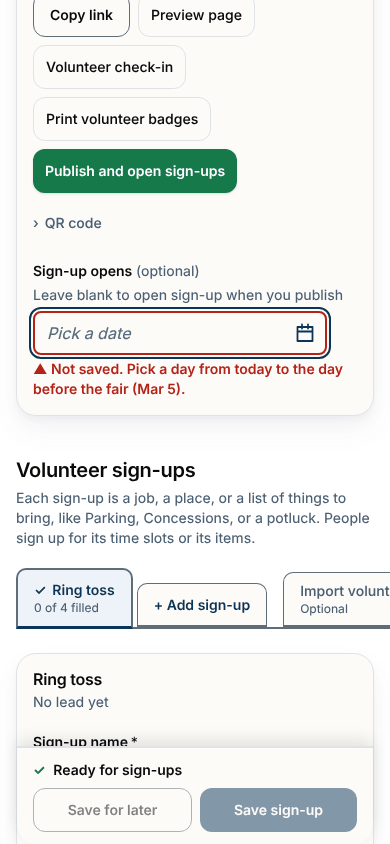 Copy link
Preview page
Volunteer check-in
Print volunteer badges
Publish and open sign-ups
› QR code
Sign-up opens (optional)
Leave blank to open sign-up when you publish
Pick a date
▲ Not saved. Pick a day from today to the day
before the fair (Mar 5).
Volunteer sign-ups
Each sign-up is a job, a place, or a list of things to
bring, like Parking, Concessions, or a potluck. People
sign up for its time slots or its items.
✓ Ring toss
0 of 4 filled
+ Add sign-up
Import volunt
Optional
Ring toss
No lead yet
Sign-up name *
✓ Ready for sign-ups
Save for later
Save sign-up